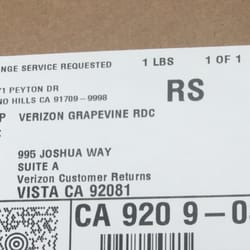 NGE SERVICE REQUESTED 1 LBS 1 OF 1
71 PEYTON DR
NO HILLS CA 91709-9998
RS
P VERIZON GRAPEVINE RDC
995 JOSHUA WAY
SUITE A
Verizon Customer Returns
VISTA CA 92081
CA 920 9-0